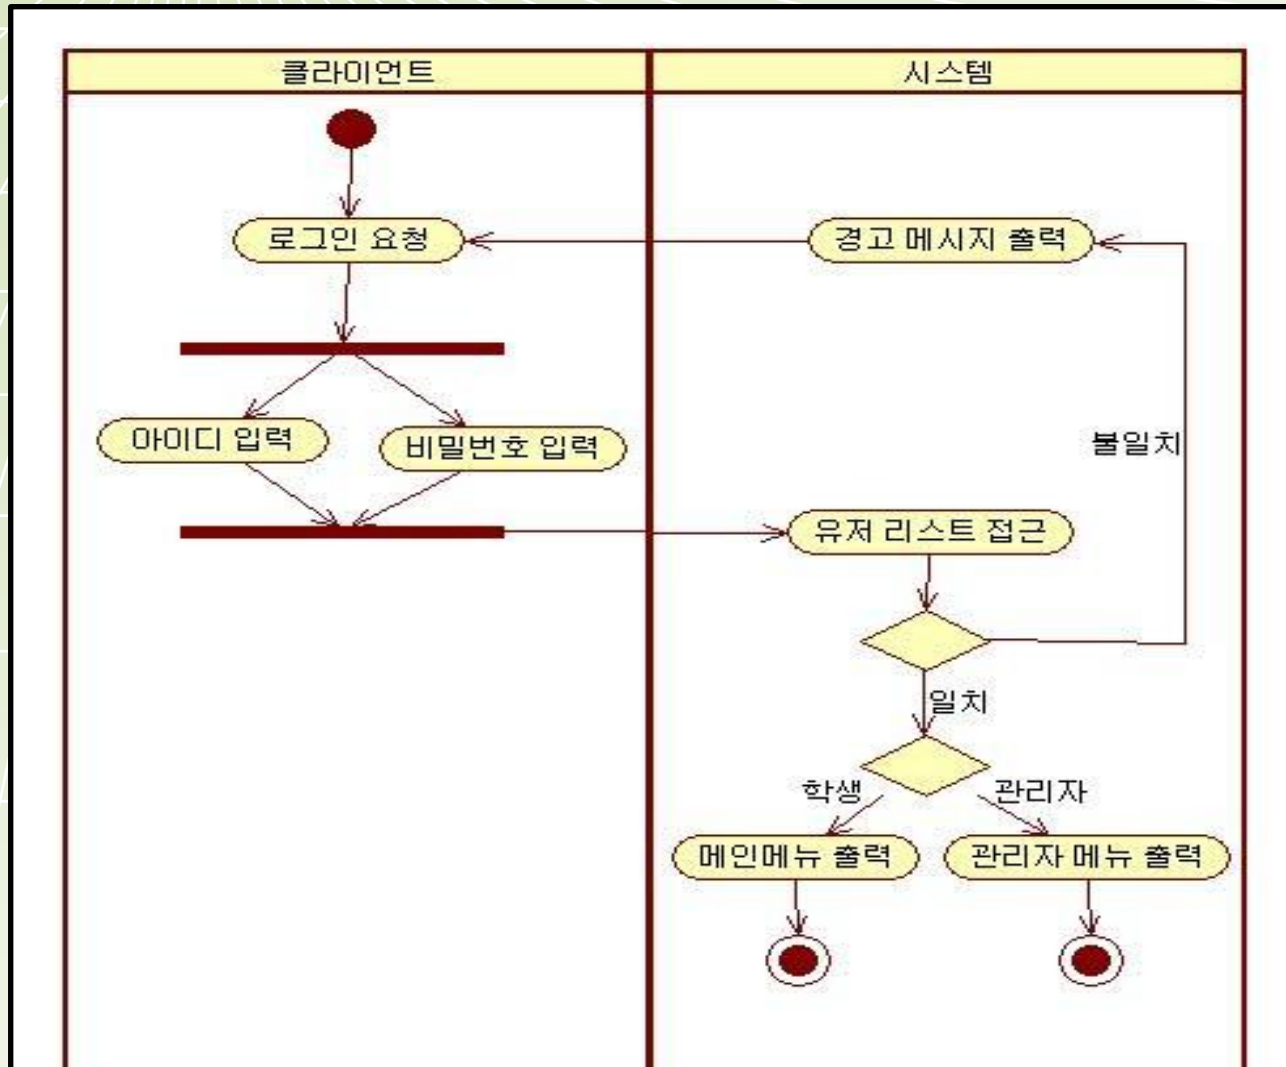 클라이언트
시스템
로그인 요청
경고 메시지 출력
아이디 입력
비밀번호 입력
불일치
유저 리스트 접근
일치
학생
관리자
메인메뉴 출력
관리자 메뉴 출력